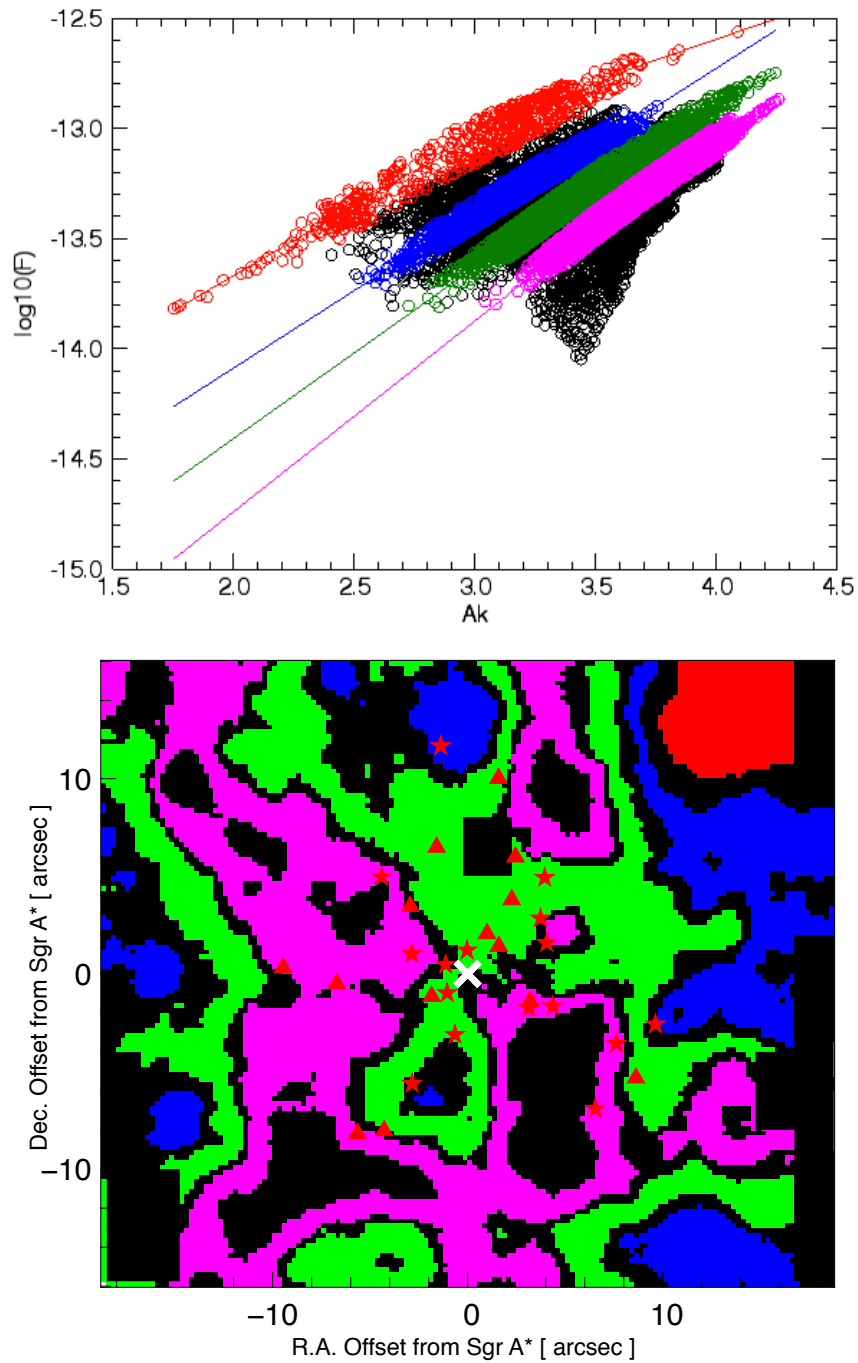 -12.5
-13.0
-13.5
-14.0
-14.5
-15.0
log10(F)
1.5 2.0 2.5 3.0 3.5 4.0 4.5
Ak
10
0
−10
Dec. Offset from Sgr A* [ arcsec ]
−10 0 10
R.A. Offset from Sgr A* [ arcsec ]